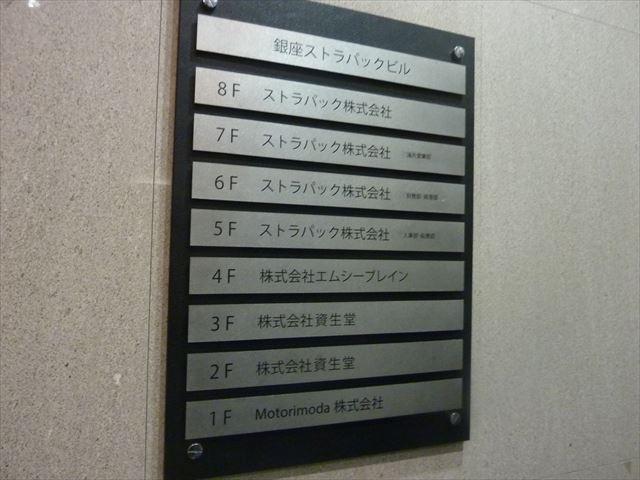 銀座ストラパックビル
8F ストラパック株式会社
7F ストラパック株式会社
6F ストラパック株式会社
5F ストラパック株式会社
4F 株式会社エムシープレイン
3F 株式会社資生堂
2F 株式会社資生堂
1F Motorimoda 株式会社